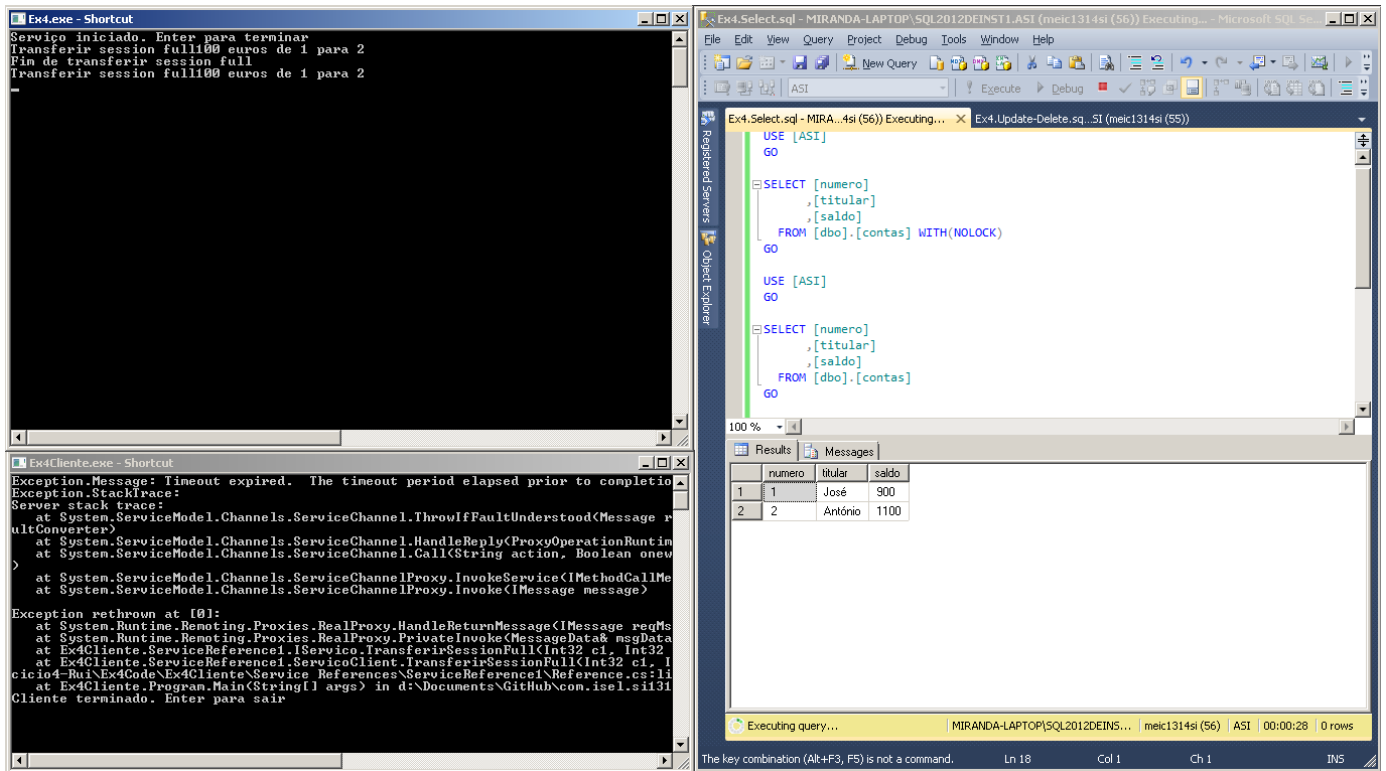 Ex4.exe - Shortcut
Serviço iniciado. Enter para terminar
Transferir session full100 euros de 1 para 2
Fim de transferir session full
Transferir session full100 euros de 1 para 2
Ex4Cliente.exe - Shortcut
Exception.Message: Timeout expired.  The timeout period elapsed prior to completio
Exception.StackTrace:
Server stack trace:
   at System.ServiceModel.Channels.ServiceChannel.ThrowIfFaultUnderstood(Message r
ultConverter)
   at System.ServiceModel.Channels.ServiceChannel.HandleReply(ProxyOperationRuntim
   at System.ServiceModel.Channels.ServiceChannel.Call(String action, Boolean onew
)
   at System.ServiceModel.Channels.ServiceChannelProxy.InvokeService(IMethodCallMe
   at System.ServiceModel.Channels.ServiceChannelProxy.Invoke(IMessage message)
Exception rethrown at [0]:
   at System.Runtime.Remoting.Proxies.RealProxy.HandleReturnMessage(IMessage reqMs
   at System.Runtime.Remoting.Proxies.RealProxy.PrivateInvoke(MessageData& msgData
   at Ex4Cliente.ServiceReference1.IServico.TransferirSessionFull(Int32 c1, Int32
   at Ex4Cliente.ServiceReference1.ServicoClient.TransferirSessionFull(Int32 c1, I
cicio4-Rui\Ex4Code\Ex4Cliente\Service References\ServiceReference1\Reference.cs:li
   at Ex4Cliente.Program.Main(String[] args) in d:\Documents\GitHub\com.isel.si131
Cliente terminado. Enter para sair
Ex4.Select.sql - MIRANDA-LAPTOP\SQL2012DEINST1.ASI (meic1314si (56)) Executing... - Microsoft SQL Se...
File Edit View Query Project Debug Tools Window Help
New Query
ASI Execute Debug
Registered Servers
Object Explorer
Ex4.Select.sql - MIRA...4si (56)) Executing... Ex4.Update-Delete.sq...SI (meic1314si (55))
USE [ASI]
GO
SELECT [numero]
,[titular]
,[saldo]
FROM [dbo].[contas] WITH(NOLOCK)
GO
USE [ASI]
GO
SELECT [numero]
,[titular]
,[saldo]
FROM [dbo].[contas]
GO
100 %
Results Messages
numero titular saldo
1 1 José 900
2 2 António 1100
Executing query... MIRANDA-LAPTOP\SQL2012DEINS... meic1314si (56) ASI 00:00:28 0 rows
The key combination (Alt+F3, F5) is not a command. Ln 18 Col 1 Ch 1 INS